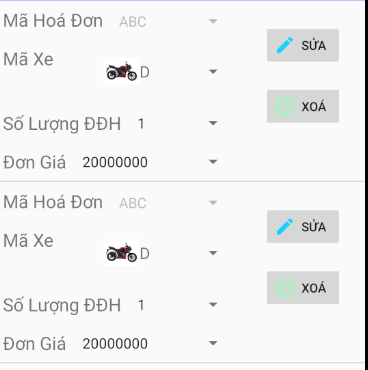 Mã Hoá Đơn ABC
SỬA
Mã Xe
D
XOÁ
Số Lượng ĐĐH 1
Đơn Giá 20000000
Mã Hoá Đơn ABC
SỬA
Mã Xe
D
XOÁ
Số Lượng ĐĐH 1
Đơn Giá 20000000